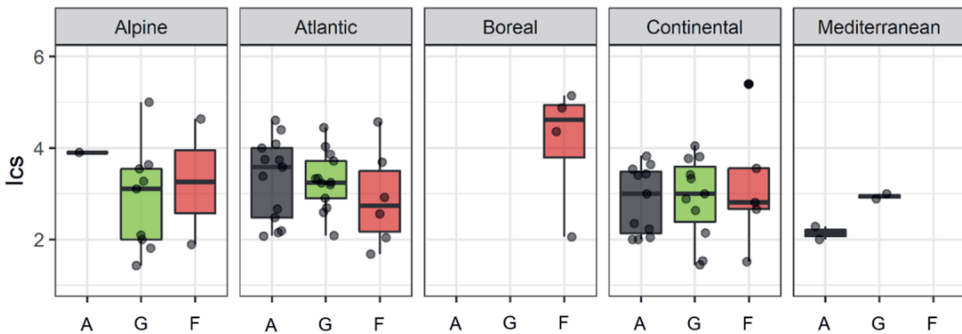 Alpine Atlantic Boreal Continental Mediterranean
6
4
2
Ics
A G F A G F A G F A G F A G F